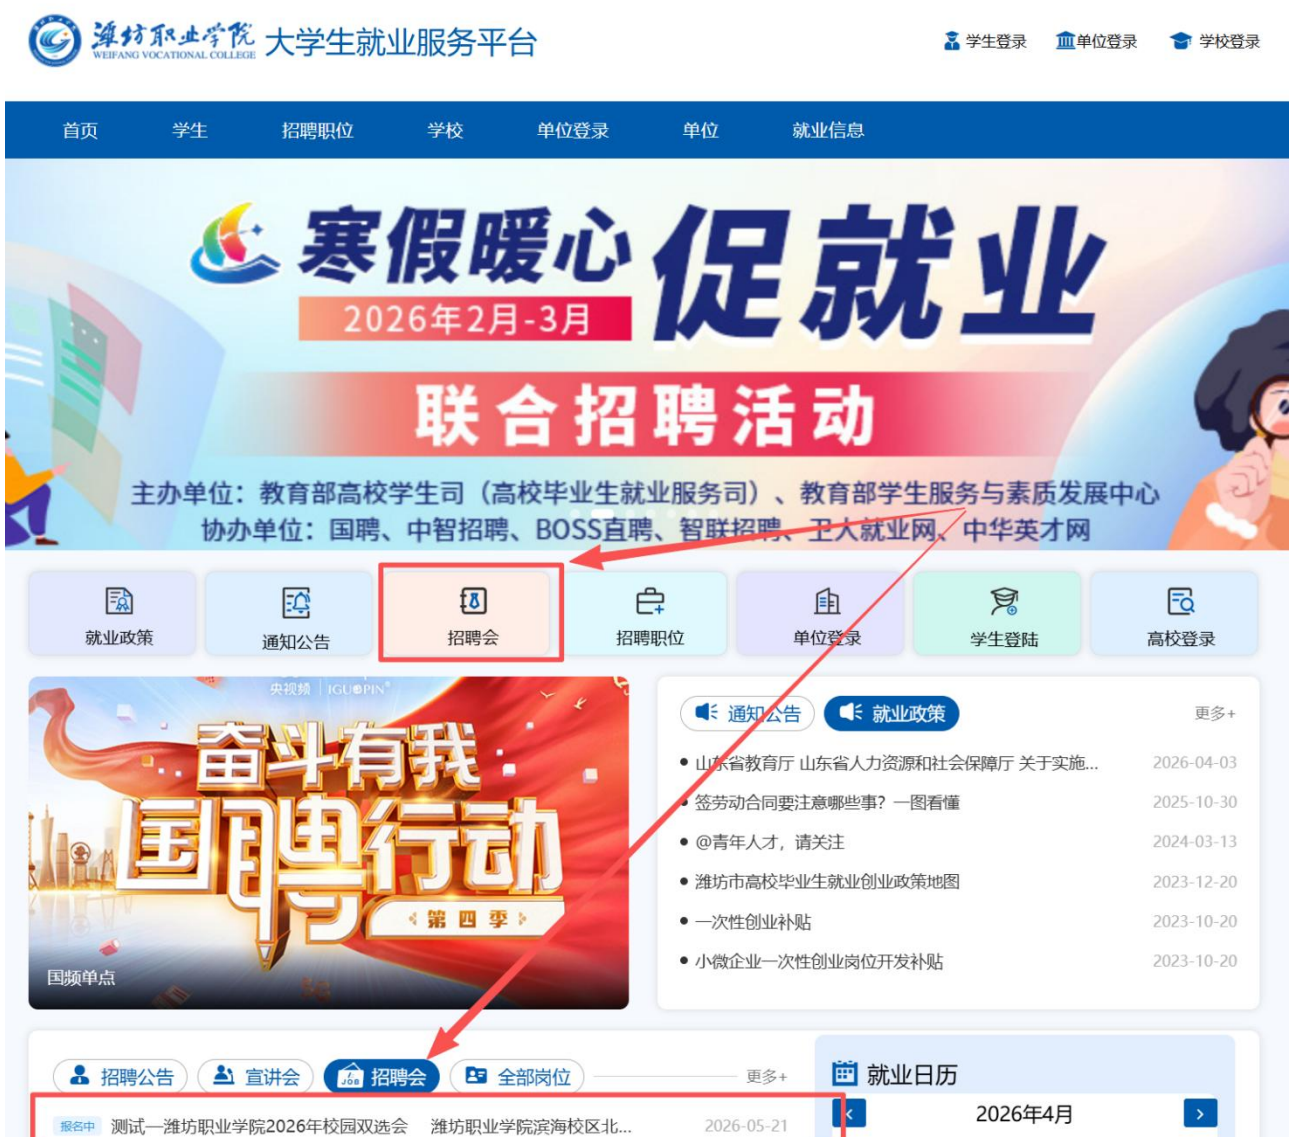 潍坊职业学院 大学生就业服务平台
WEIFANG VOCATIONAL COLLEGE
学生登录 单位登录 学校登录
首页 学生 招聘职位 学校 单位登录 单位 就业信息
寒假暖心促就业
2026年2月-3月
联合招聘活动
主办单位：教育部高校学生司（高校毕业生就业服务司）、教育部学生服务与素质发展中心
协办单位：国聘、中智招聘、BOSS直聘、智联招聘、卫人就业网、中华英才网
就业政策 通知公告 招聘会 招聘职位 单位登录 学生登陆 高校登录
央视频 IGUOPIN
奋斗有我
国聘行动
第四季
国频单点
通知公告 就业政策 更多+
山东省教育厅 山东省人力资源和社会保障厅 关于实施... 2026-04-03
签劳动合同要注意哪些事？一图看懂 2025-10-30
@青年人才，请关注 2024-03-13
潍坊市高校毕业生就业创业政策地图 2023-12-20
一次性创业补贴 2023-10-20
小微企业一次性创业岗位开发补贴 2023-10-20
招聘公告 宣讲会 招聘会 全部岗位 更多+
报名中 测试—潍坊职业学院2026年校园双选会 潍坊职业学院滨海校区北... 2026-05-21
就业日历
2026年4月